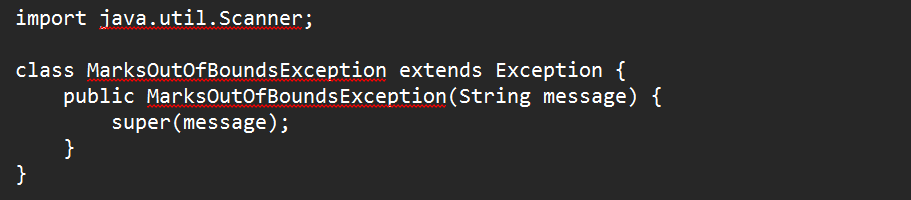 import java.util.Scanner;
class MarksOutOfBoundsException extends Exception {
    public MarksOutOfBoundsException(String message) {
        super(message);
    }
}